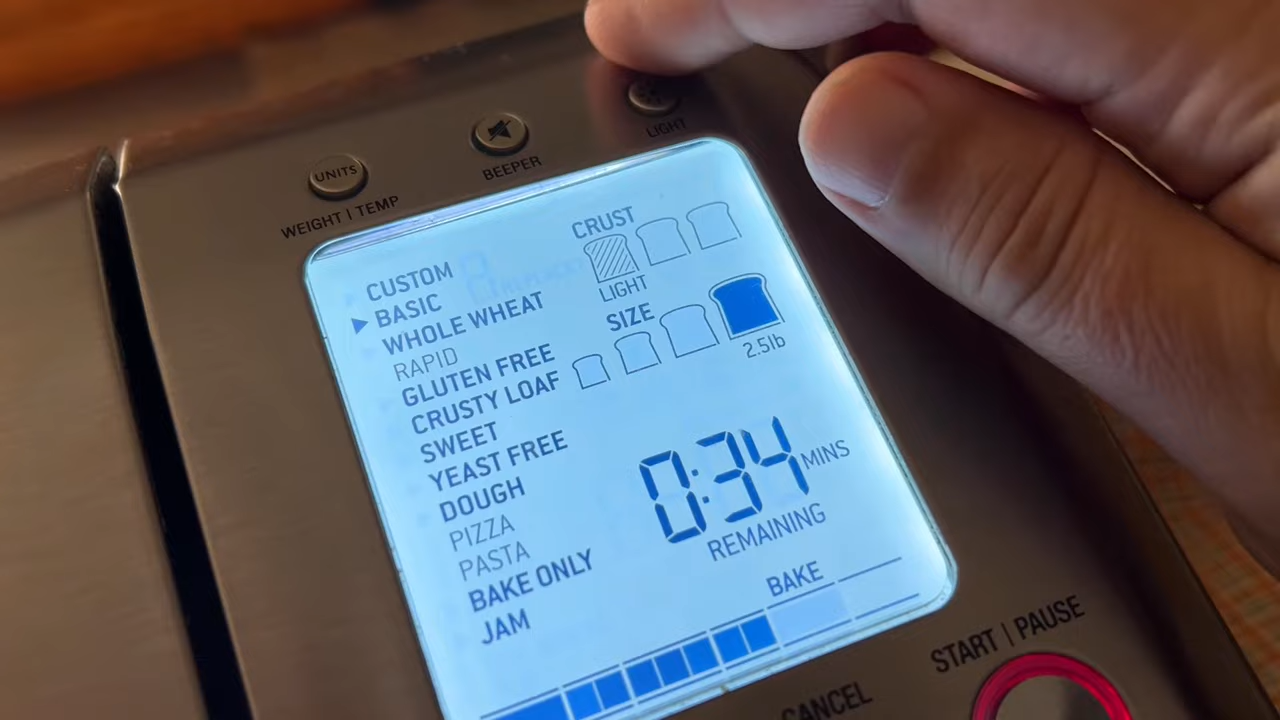 UNITS
WEIGHT | TEMP
BEEPER
LIGHT
CUSTOM
BASIC
WHOLE WHEAT
RAPID
GLUTEN FREE
CRUSTY LOAF
SWEET
YEAST FREE
DOUGH
PIZZA
PASTA
BAKE ONLY
JAM
CRUST
LIGHT
SIZE
2.5lb
0:34 MINS
REMAINING
BAKE
START | PAUSE
CANCEL